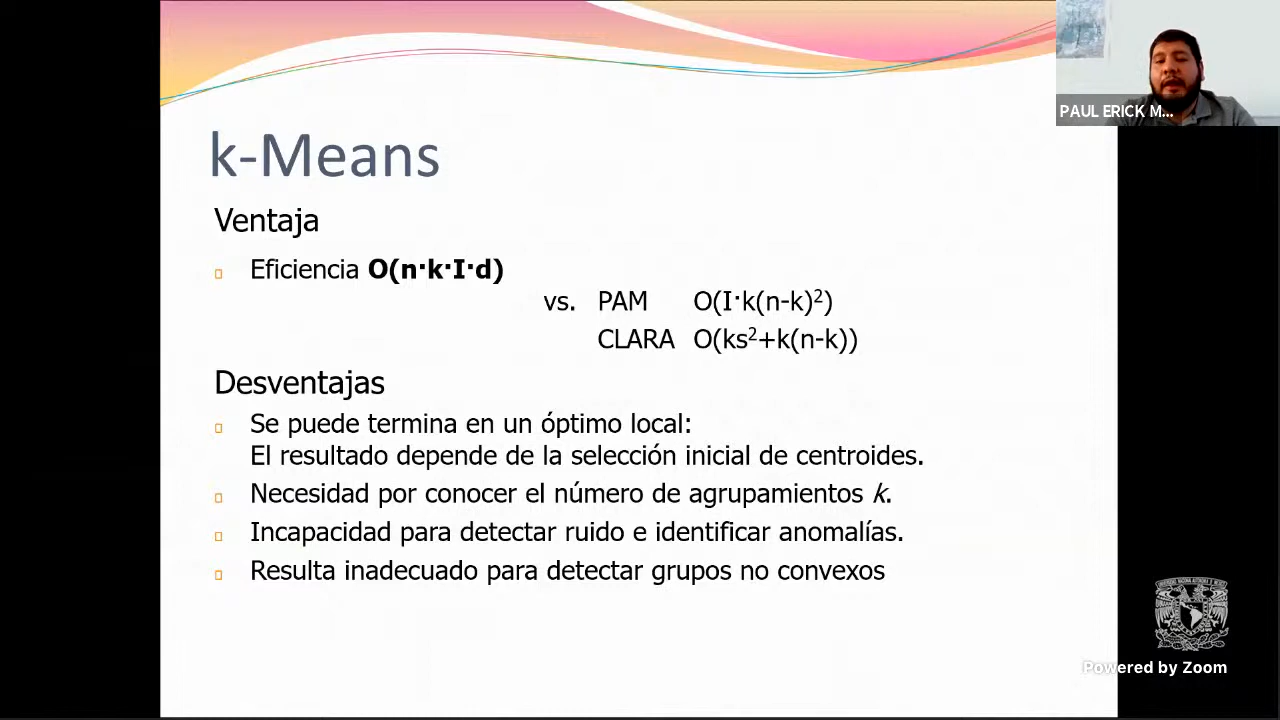 PAUL ERICK M...
k-Means
Ventaja
Eficiencia O(n·k·I·d)
vs. PAM O(I·k(n-k)²)
CLARA O(ks²+k(n-k))
Desventajas
Se puede termina en un óptimo local:
El resultado depende de la selección inicial de centroides.
Necesidad por conocer el número de agrupamientos k.
Incapacidad para detectar ruido e identificar anomalías.
Resulta inadecuado para detectar grupos no convexos
Powered by Zoom